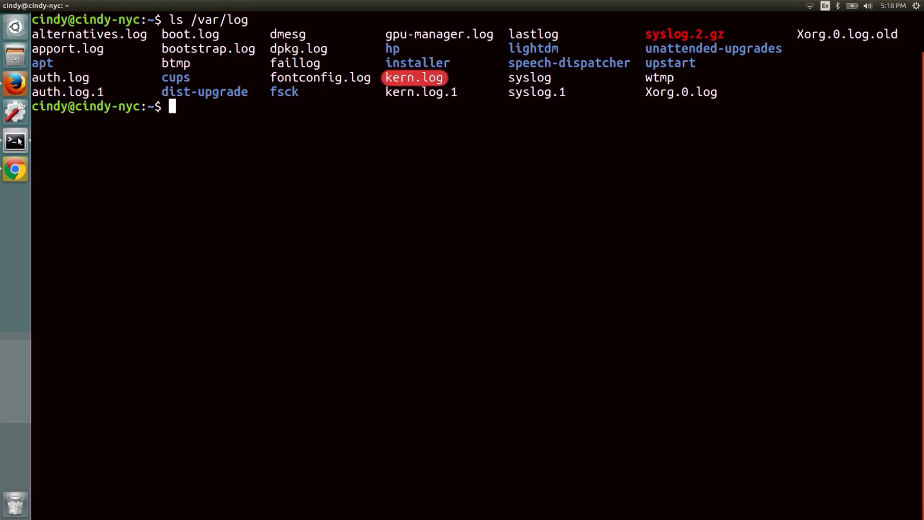 cindy@cindy-nyc: ~
En
5:18 PM
cindy@cindy-nyc:~$ ls /var/log
alternatives.log boot.log dmesg gpu-manager.log lastlog syslog.2.gz Xorg.0.log.old
apport.log bootstrap.log dpkg.log hp lightdm unattended-upgrades
apt btmp faillog installer speech-dispatcher upstart
auth.log cups fontconfig.log kern.log syslog wtmp
auth.log.1 dist-upgrade fsck kern.log.1 syslog.1 Xorg.0.log
cindy@cindy-nyc:~$